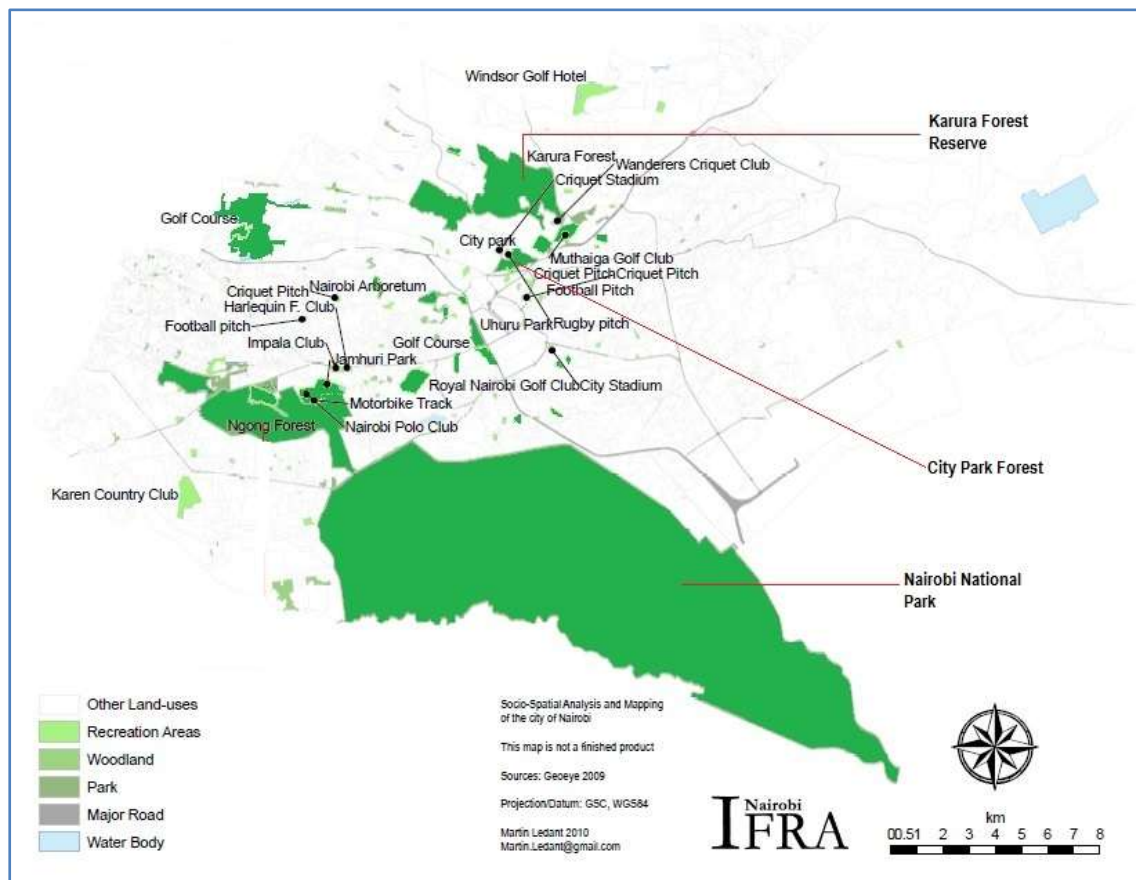 Windsor Golf Hotel
Karura Forest
Reserve
Karura Forest
Wanderers Criquet Club
Criquet Stadium
Golf Course
City park
Muthaiga Golf Club
Criquet Pitch
Criquet Pitch
Nairobi Arboretum
Criquet Pitch
Football Pitch
Harlequin F. Club
Football pitch
Uhuru Park
Rugby pitch
Impala Club
Golf Course
Jamhuri Park
Royal Nairobi Golf Club
City Stadium
Motorbike Track
Ngong Forest
Nairobi Polo Club
City Park Forest
Karen Country Club
Nairobi National
Park
Other Land-uses
Recreation Areas
Woodland
Park
Major Road
Water Body
Socio-Spatial Analysis and Mapping
of the city of Nairobi
This map is not a finished product
Sources: Geoeye 2009
Projection/Datum: GSC, WGS84
Martin Ledant 2010
Martin.Ledant@gmail.com
Nairobi
IFRA
km
00.51 2 3 4 5 6 7 8